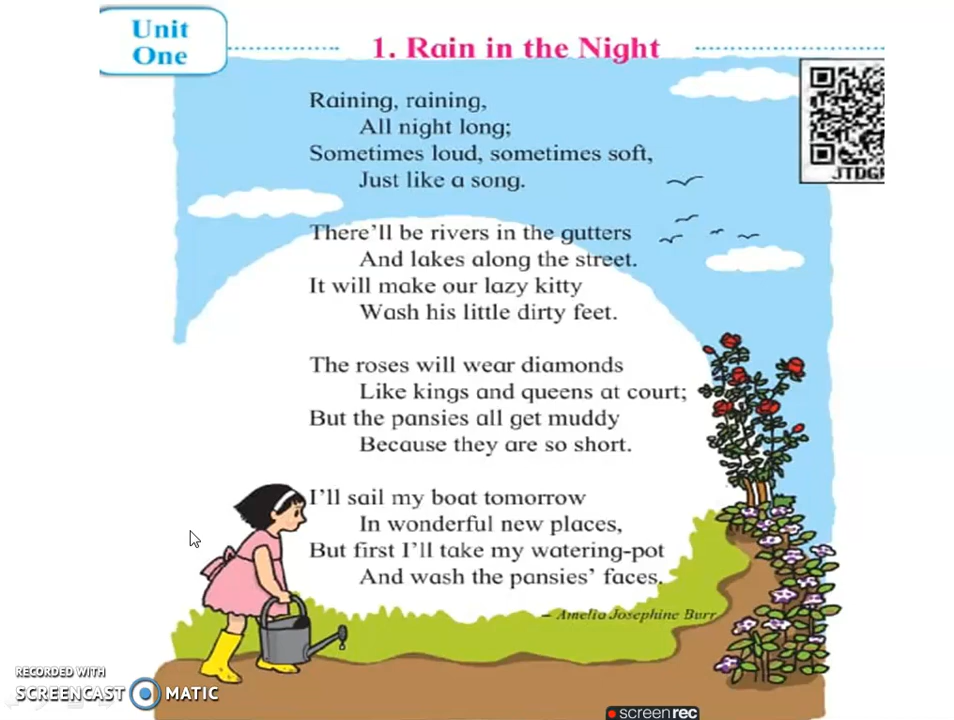 Unit
One
1. Rain in the Night
Raining, raining,
All night long;
Sometimes loud, sometimes soft,
Just like a song.
There'll be rivers in the gutters
And lakes along the street.
It will make our lazy kitty
Wash his little dirty feet.
The roses will wear diamonds
Like kings and queens at court;
But the pansies all get muddy
Because they are so short.
I'll sail my boat tomorrow
In wonderful new places,
But first I'll take my watering-pot
And wash the pansies' faces.
– Amelia Josephine Burr
RECORDED WITH
SCREENCAST MATIC
screenrec